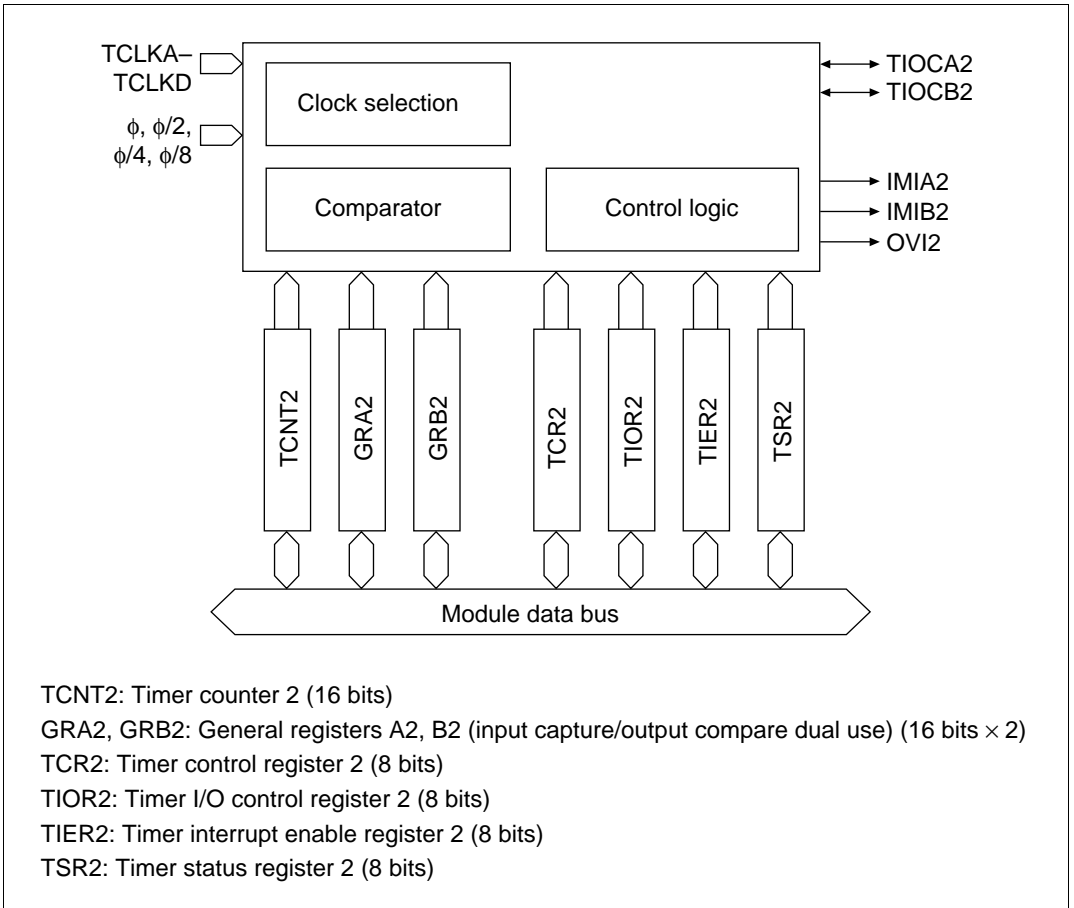 TCLKA–
TCLKD
ϕ, ϕ/2,
ϕ/4, ϕ/8
Clock selection
Comparator
Control logic
TIOCA2
TIOCB2
IMIA2
IMIB2
OVI2
TCNT2
GRA2
GRB2
TCR2
TIOR2
TIER2
TSR2
Module data bus
TCNT2: Timer counter 2 (16 bits)
GRA2, GRB2: General registers A2, B2 (input capture/output compare dual use) (16 bits × 2)
TCR2: Timer control register 2 (8 bits)
TIOR2: Timer I/O control register 2 (8 bits)
TIER2: Timer interrupt enable register 2 (8 bits)
TSR2: Timer status register 2 (8 bits)